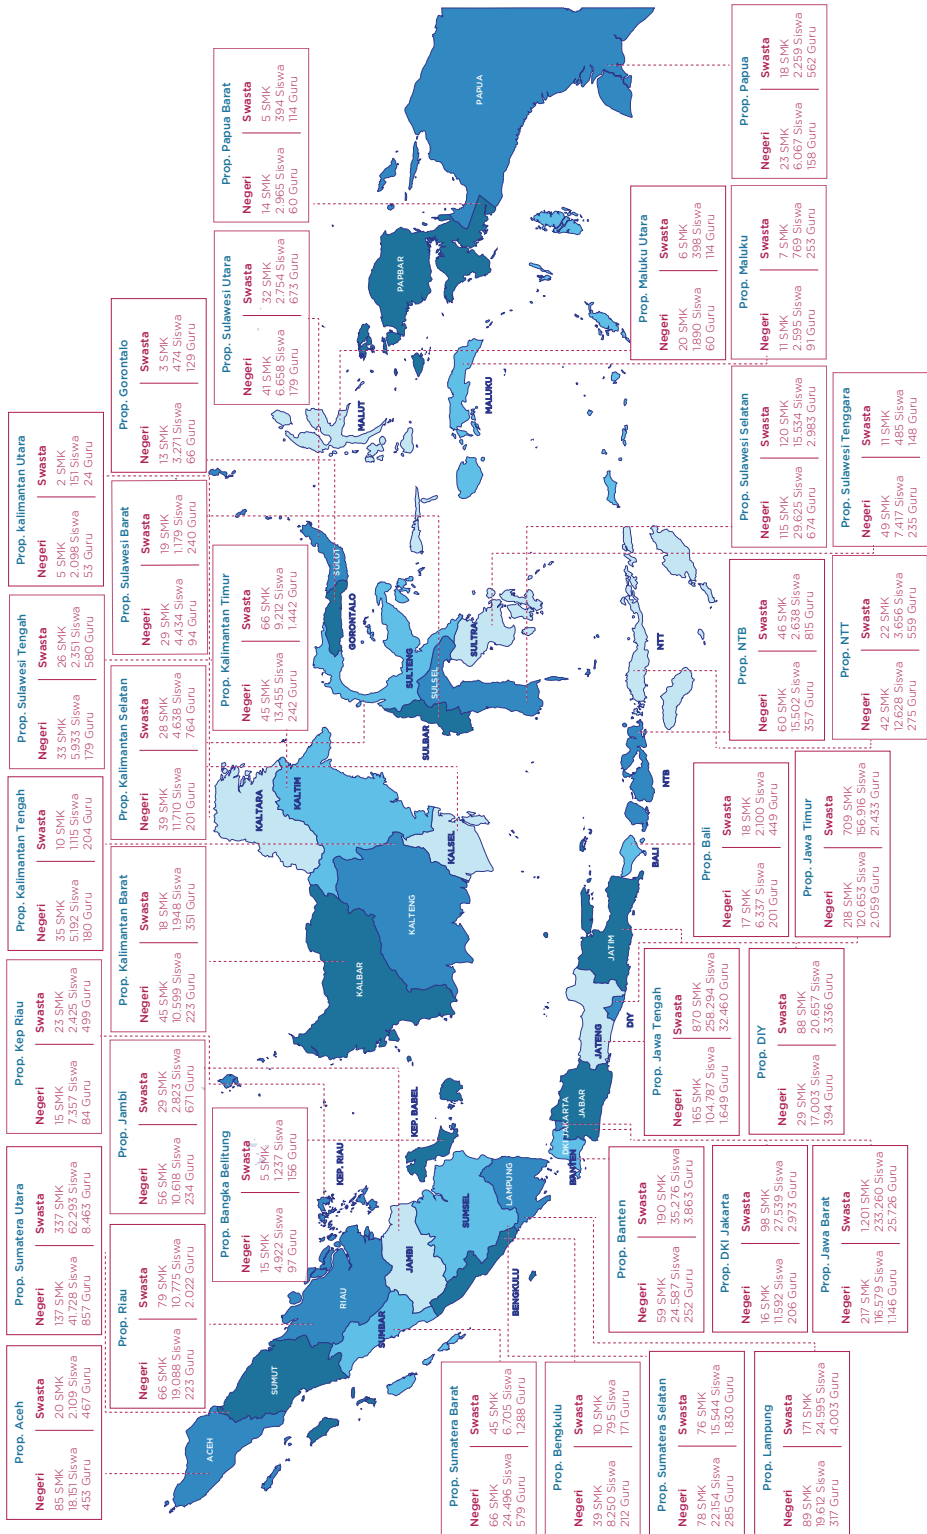 Prop. Aceh
Negeri Swasta
85 SMK 20 SMK
18.151 Siswa 2.109 Siswa
453 Guru 467 Guru
Prop. Sumatera Utara
Negeri Swasta
137 SMK 337 SMK
41.728 Siswa 62.293 Siswa
857 Guru 8.463 Guru
Prop. Kep Riau
Negeri Swasta
15 SMK 23 SMK
7.357 Siswa 2.425 Siswa
84 Guru 499 Guru
Prop. Kalimantan Tengah
Negeri Swasta
35 SMK 10 SMK
5.192 Siswa 1.115 Siswa
180 Guru 204 Guru
Prop. Sulawesi Tengah
Negeri Swasta
33 SMK 26 SMK
5.933 Siswa 2.351 Siswa
179 Guru 580 Guru
Prop. kalimantan Utara
Negeri Swasta
5 SMK 2 SMK
2.098 Siswa 151 Siswa
53 Guru 24 Guru
Prop. Riau
Negeri Swasta
66 SMK 79 SMK
19.088 Siswa 10.775 Siswa
223 Guru 2.022 Guru
Prop. Jambi
Negeri Swasta
56 SMK 29 SMK
10.618 Siswa 2.823 Siswa
234 Guru 671 Guru
Prop. Kalimantan Barat
Negeri Swasta
45 SMK 18 SMK
10.599 Siswa 1.948 Siswa
223 Guru 351 Guru
Prop. Kalimantan Selatan
Negeri Swasta
39 SMK 28 SMK
11.710 Siswa 4.638 Siswa
201 Guru 764 Guru
Prop. Sulawesi Barat
Negeri Swasta
29 SMK 19 SMK
4.434 Siswa 1.179 Siswa
94 Guru 240 Guru
Prop. Gorontalo
Negeri Swasta
13 SMK 3 SMK
3.271 Siswa 474 Siswa
66 Guru 129 Guru
Prop. Bangka Belitung
Negeri Swasta
15 SMK 5 SMK
4.922 Siswa 1.237 Siswa
97 Guru 156 Guru
Prop. Kalimantan Timur
Negeri Swasta
45 SMK 66 SMK
13.455 Siswa 9.212 Siswa
242 Guru 1.442 Guru
Prop. Sulawesi Utara
Negeri Swasta
41 SMK 32 SMK
6.658 Siswa 2.754 Siswa
179 Guru 673 Guru
Prop. Papua Barat
Negeri Swasta
14 SMK 5 SMK
2.965 Siswa 394 Siswa
60 Guru 114 Guru
ACEH
SUMUT
RIAU
SUMBAR
KEP. RIAU
JAMBI
KEP. BABEL
SUMSEL
BENGKULU
LAMPUNG
BANTEN
DKI JAKARTA
JABAR
JATENG
DIY
JATIM
BALI
NTB
NTT
KALBAR
KALTENG
KALSEL
KALTIM
KALTARA
SULBAR
SULSEL
SULTENG
SULTRA
GORONTALO
SULUT
MALUT
MALUKU
PAPBAR
PAPUA
Prop. Sumatera Barat
Negeri Swasta
66 SMK 45 SMK
24.496 Siswa 6.705 Siswa
579 Guru 1.288 Guru
Prop. Bengkulu
Negeri Swasta
39 SMK 10 SMK
8.250 Siswa 795 Siswa
212 Guru 171 Guru
Prop. Sumatera Selatan
Negeri Swasta
78 SMK 76 SMK
22.154 Siswa 15.544 Siswa
285 Guru 1.830 Guru
Prop. Lampung
Negeri Swasta
89 SMK 171 SMK
19.612 Siswa 24.595 Siswa
317 Guru 4.003 Guru
Prop. Banten
Negeri Swasta
59 SMK 190 SMK
24.587 Siswa 35.276 Siswa
252 Guru 3.863 Guru
Prop. DKI Jakarta
Negeri Swasta
16 SMK 98 SMK
11.592 Siswa 27.539 Siswa
206 Guru 2.973 Guru
Prop. Jawa Barat
Negeri Swasta
217 SMK 1.201 SMK
116.579 Siswa 233.260 Siswa
1.146 Guru 25.726 Guru
Prop. Jawa Tengah
Negeri Swasta
165 SMK 870 SMK
104.787 Siswa 258.294 Siswa
1.649 Guru 32.460 Guru
Prop. DIY
Negeri Swasta
29 SMK 88 SMK
17.003 Siswa 20.657 Siswa
394 Guru 3.336 Guru
Prop. Bali
Negeri Swasta
17 SMK 18 SMK
6.337 Siswa 2.100 Siswa
201 Guru 449 Guru
Prop. Jawa Timur
Negeri Swasta
218 SMK 709 SMK
120.653 Siswa 156.916 Siswa
2.059 Guru 21.433 Guru
Prop. NTB
Negeri Swasta
60 SMK 46 SMK
15.502 Siswa 2.638 Siswa
357 Guru 815 Guru
Prop. NTT
Negeri Swasta
42 SMK 22 SMK
12.628 Siswa 3.656 Siswa
275 Guru 559 Guru
Prop. Sulawesi Selatan
Negeri Swasta
115 SMK 120 SMK
29.625 Siswa 15.534 Siswa
674 Guru 2.983 Guru
Prop. Sulawesi Tenggara
Negeri Swasta
49 SMK 11 SMK
7.417 Siswa 485 Siswa
235 Guru 148 Guru
Prop. Maluku Utara
Negeri Swasta
20 SMK 6 SMK
1.890 Siswa 398 Siswa
60 Guru 114 Guru
Prop. Maluku
Negeri Swasta
11 SMK 7 SMK
2.595 Siswa 769 Siswa
91 Guru 253 Guru
Prop. Papua
Negeri Swasta
23 SMK 18 SMK
6.067 Siswa 2.259 Siswa
158 Guru 562 Guru